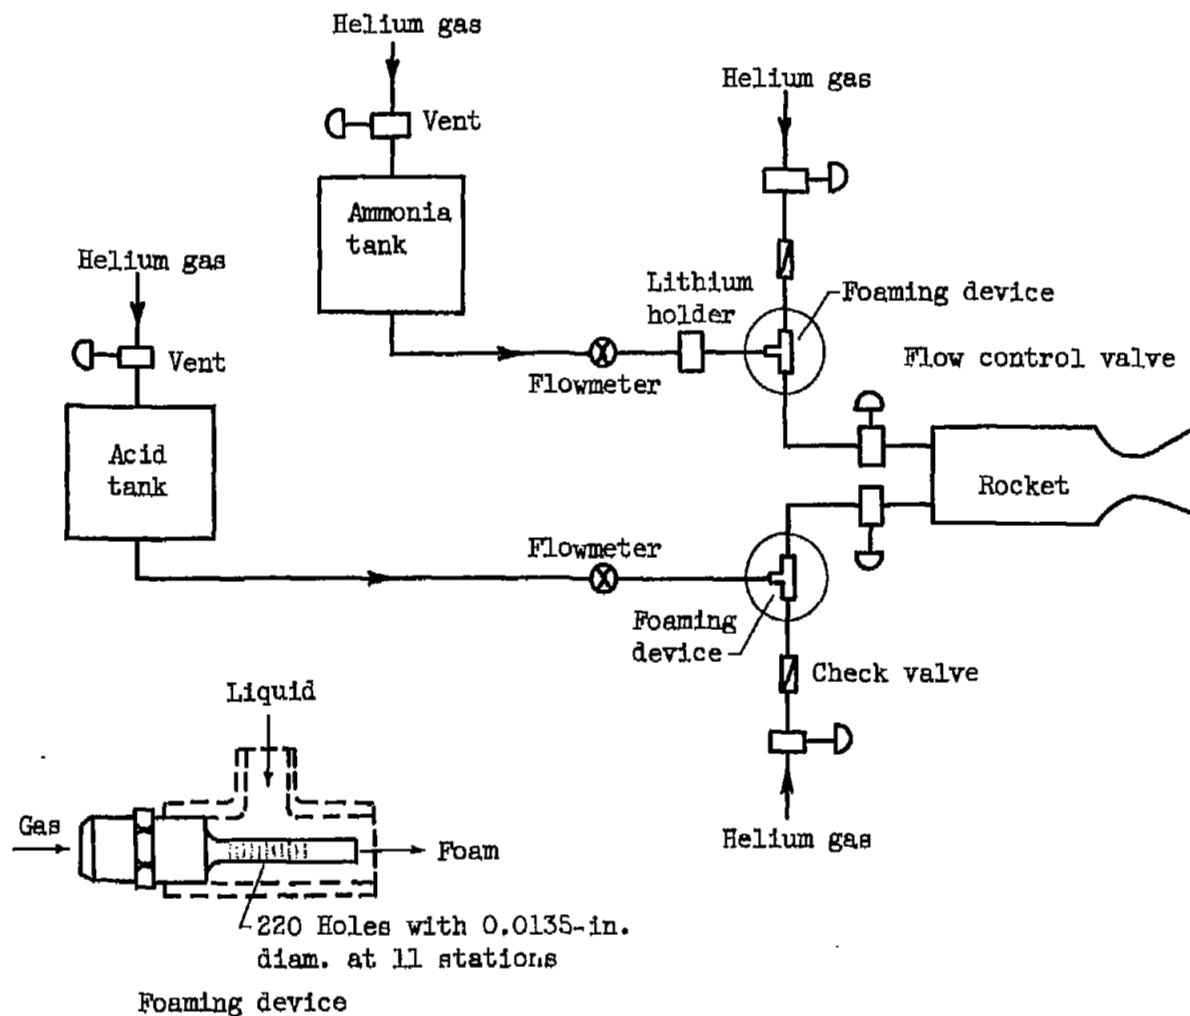 Helium gas
Vent
Ammonia
tank
Helium gas
Helium gas
Vent
Acid
tank
Lithium
holder
Foaming device
Flowmeter
Flow control valve
Rocket
Flowmeter
Foaming
device
Check valve
Helium gas
Liquid
Gas
Foam
220 Holes with 0.0135-in.
diam. at 11 stations
Foaming device